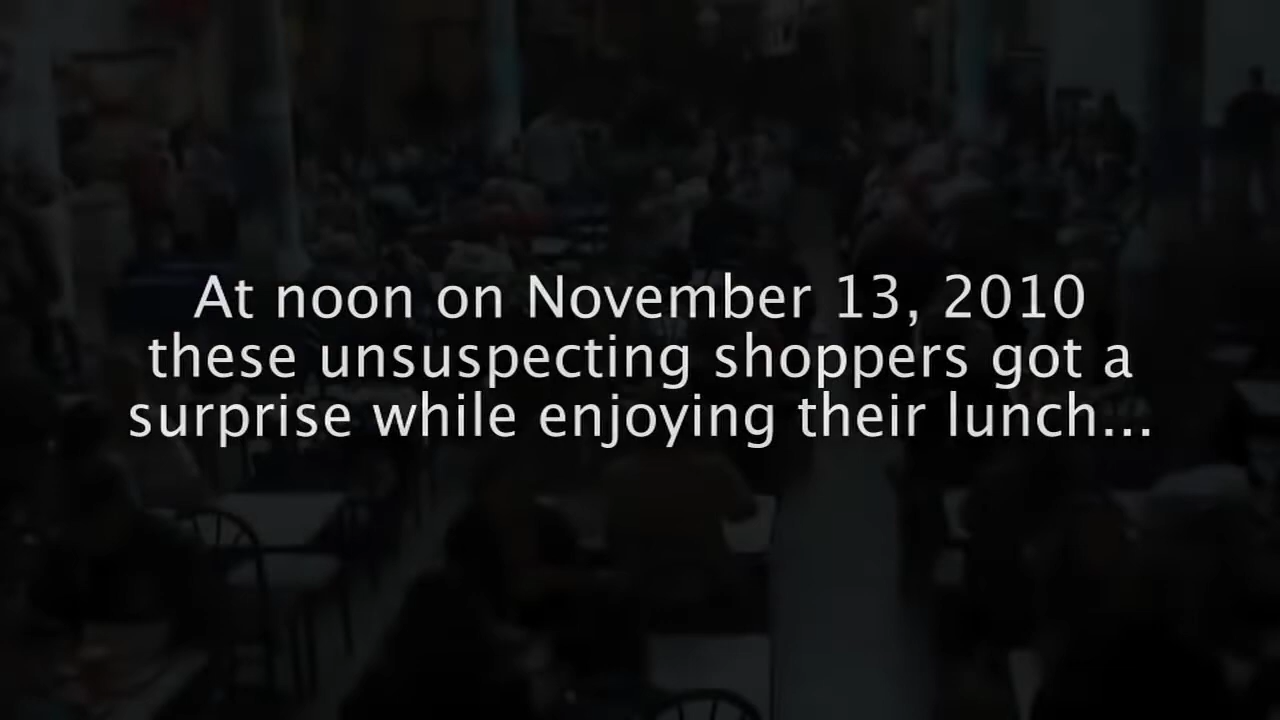 At noon on November 13, 2010
these unsuspecting shoppers got a
surprise while enjoying their lunch...